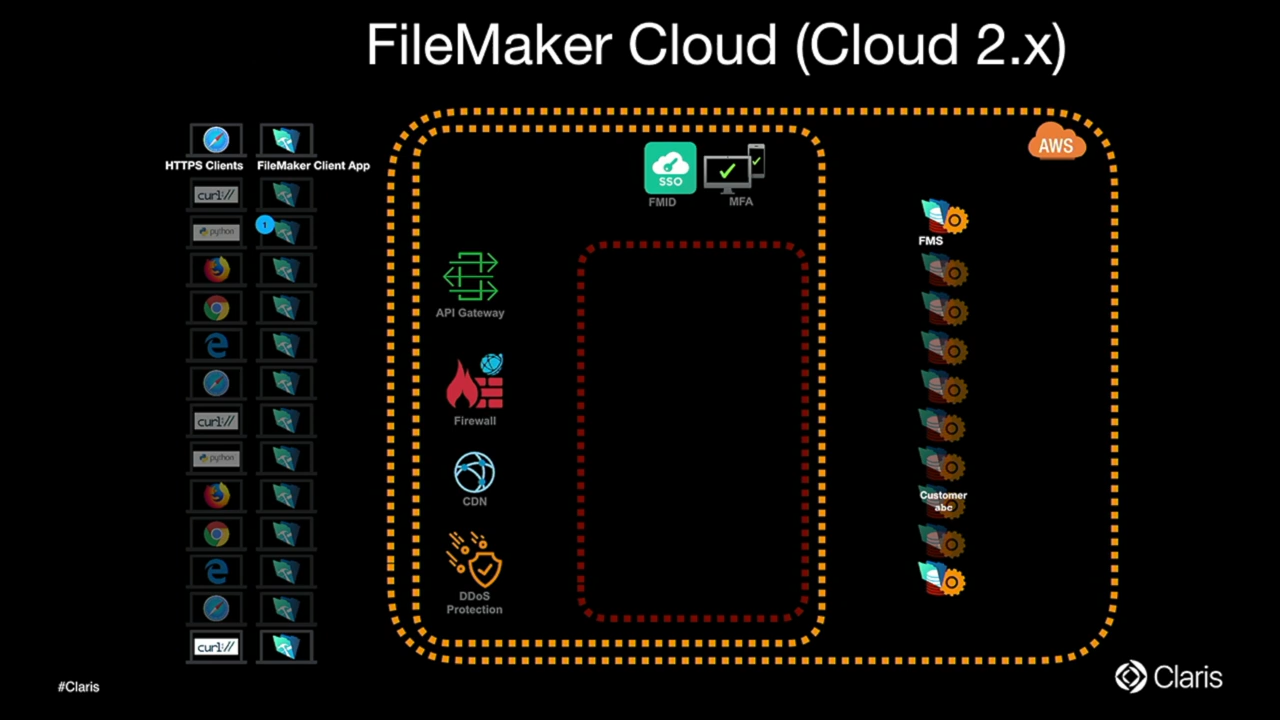 FileMaker Cloud (Cloud 2.x)
HTTPS Clients
FileMaker Client App
curl://
1
python
curl://
python
curl://
SSO
FMID
MFA
API Gateway
Firewall
CDN
DDoS
Protection
AWS
FMS
Customer
abc
#Claris
Claris